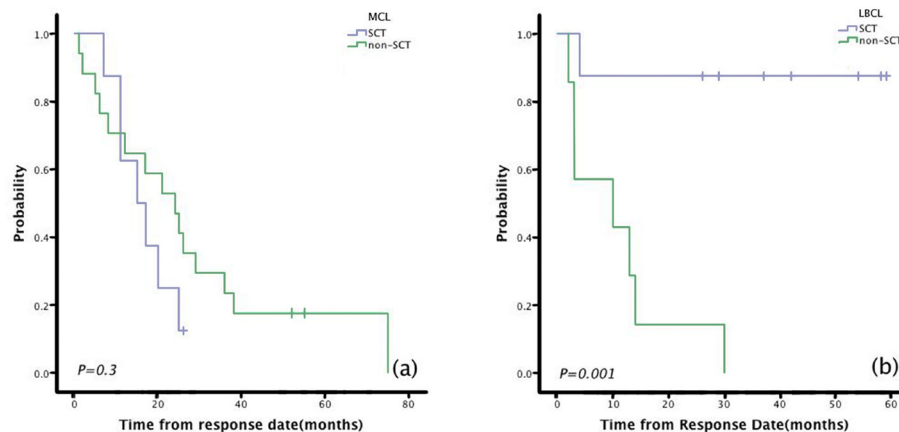 MCL
SCT
non-SCT
1.0
0.8
0.6
0.4
0.2
0.0
Probability
P=0.3
(a)
0 20 40 60 80
Time from response date(months)
LBCL
SCT
non-SCT
1.0
0.8
0.6
0.4
0.2
0.0
Probability
P=0.001
(b)
0 10 20 30 40 50 60
Time from Response Date(months)